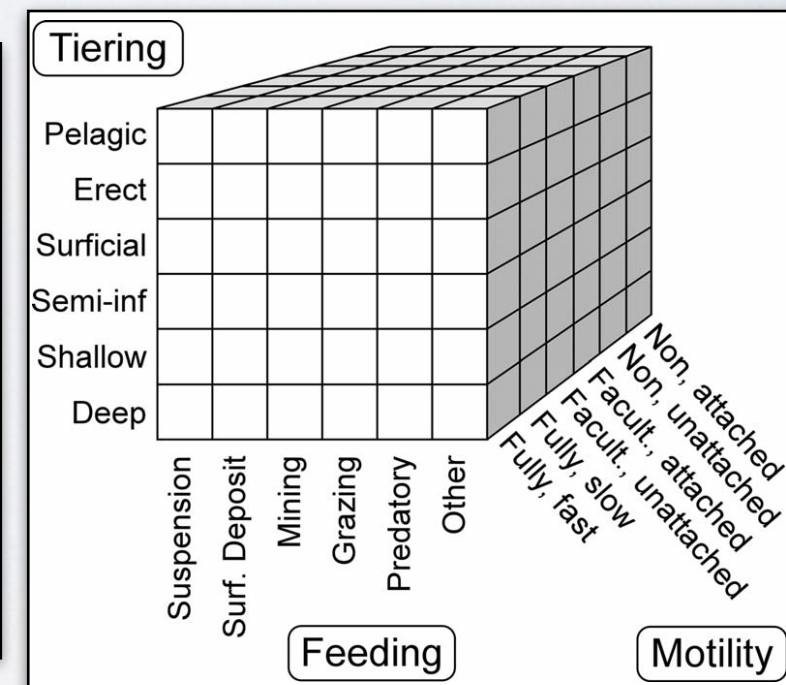 Tiering
Pelagic
Erect
Surficial
Semi-inf
Shallow
Deep
Suspension
Surf. Deposit
Mining
Grazing
Predatory
Other
Feeding
Fully, fast
Fully, slow
Facult., unattached
Facult., attached
Non, unattached
Non, attached
Motility